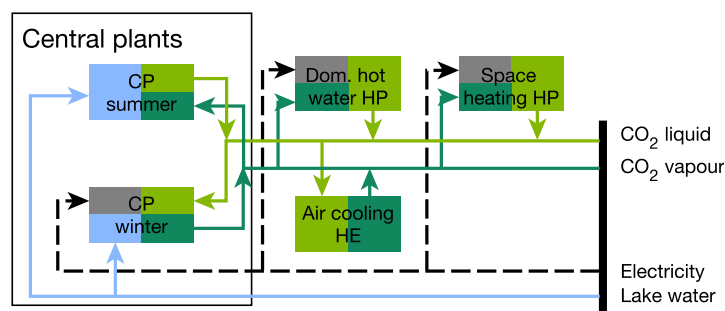 Central plants
CP
summer
Dom. hot
water HP
Space
heating HP
CO₂ liquid
CO₂ vapour
CP
winter
Air cooling
HE
Electricity
Lake water